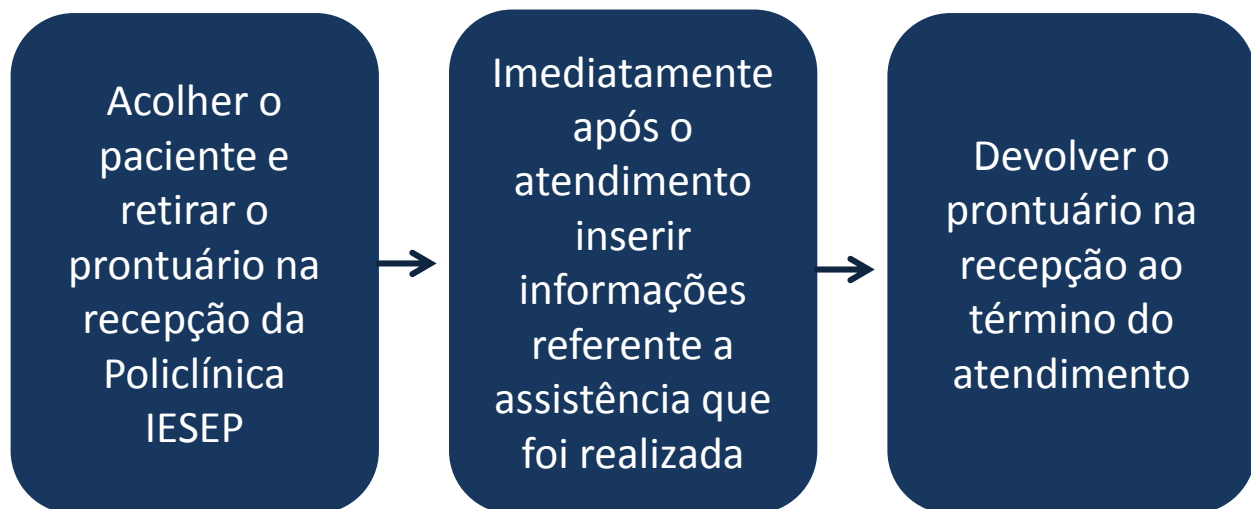 Acolher o
paciente e
retirar o
prontuário na
recepção da
Policlínica
IESEP
Imediatamente
após o
atendimento
inserir
informações
referente a
assistência que
foi realizada
Devolver o
prontuário na
recepção ao
término do
atendimento